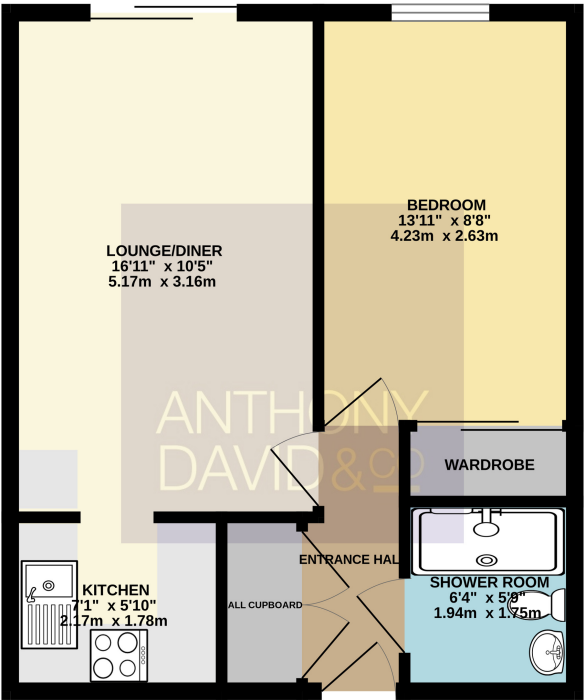 LOUNGE/DINER
16'11" x 10'5"
5.17m x 3.16m
BEDROOM
13'11" x 8'8"
4.23m x 2.63m
ANTHONY
DAVID & CO
WARDROBE
ENTRANCE HALL
ALL CUPBOARD
KITCHEN
7'1" x 5'10"
2.17m x 1.78m
SHOWER ROOM
6'4" x 5'9"
1.94m x 1.75m